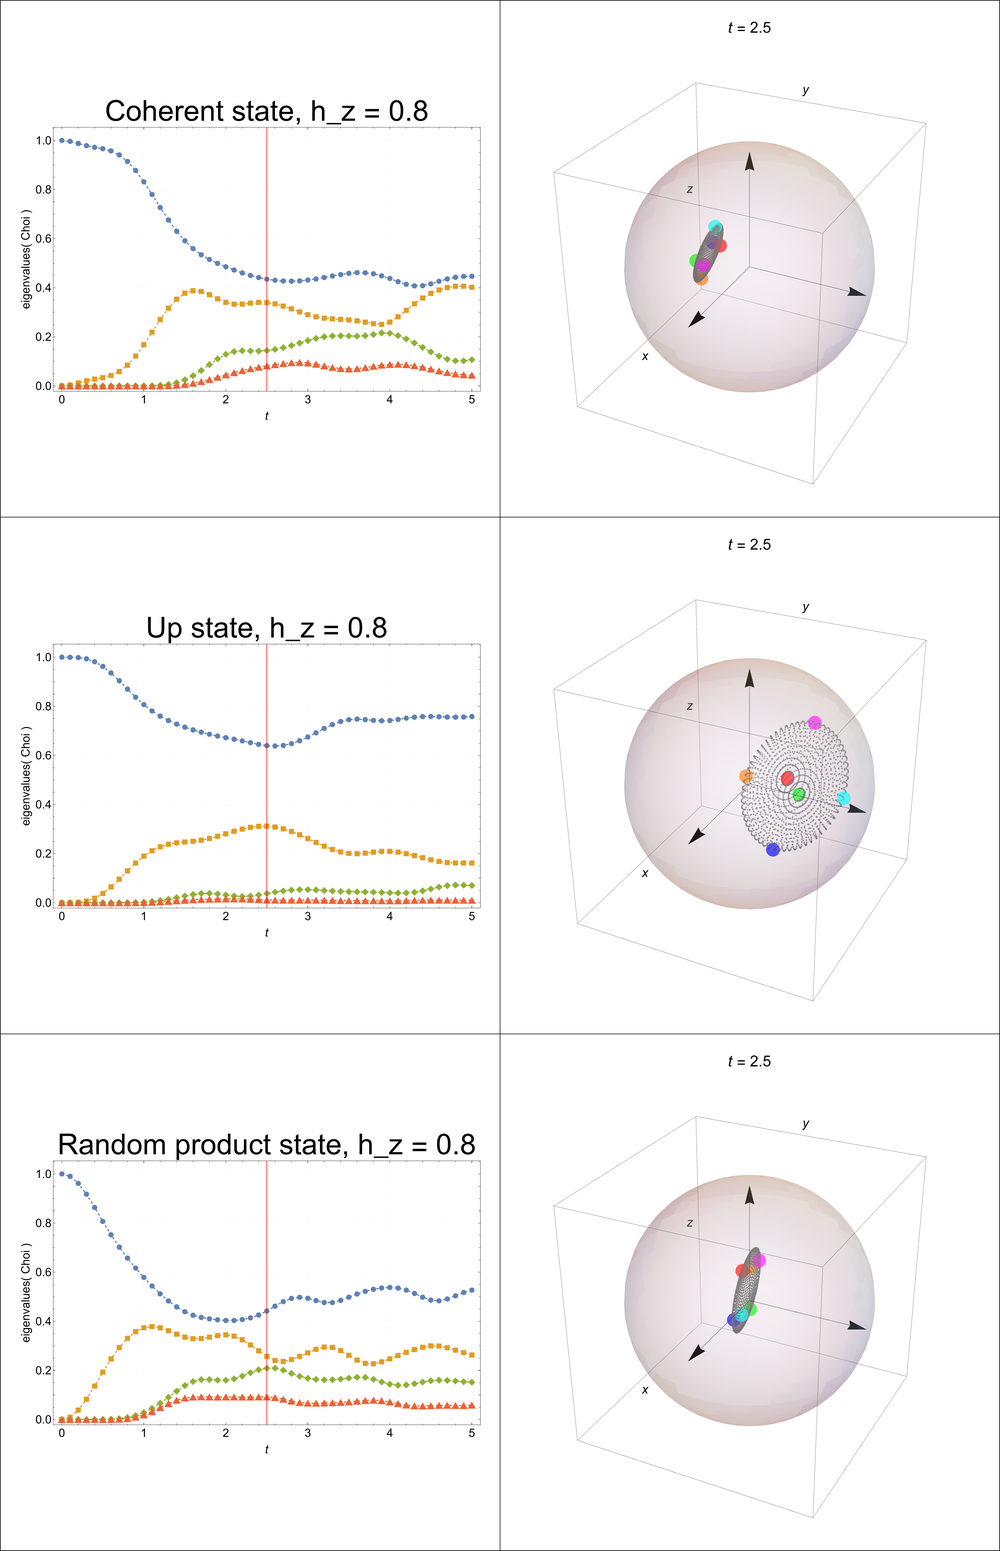 Coherent state, h_z = 0.8
eigenvalues( Choi )
1.0
0.8
0.6
0.4
0.2
0.0
0 1 2 3 4 5
t
t = 2.5
y
z
x
Up state, h_z = 0.8
eigenvalues( Choi )
1.0
0.8
0.6
0.4
0.2
0.0
0 1 2 3 4 5
t
t = 2.5
y
z
x
Random product state, h_z = 0.8
eigenvalues( Choi )
1.0
0.8
0.6
0.4
0.2
0.0
0 1 2 3 4 5
t
t = 2.5
y
z
x